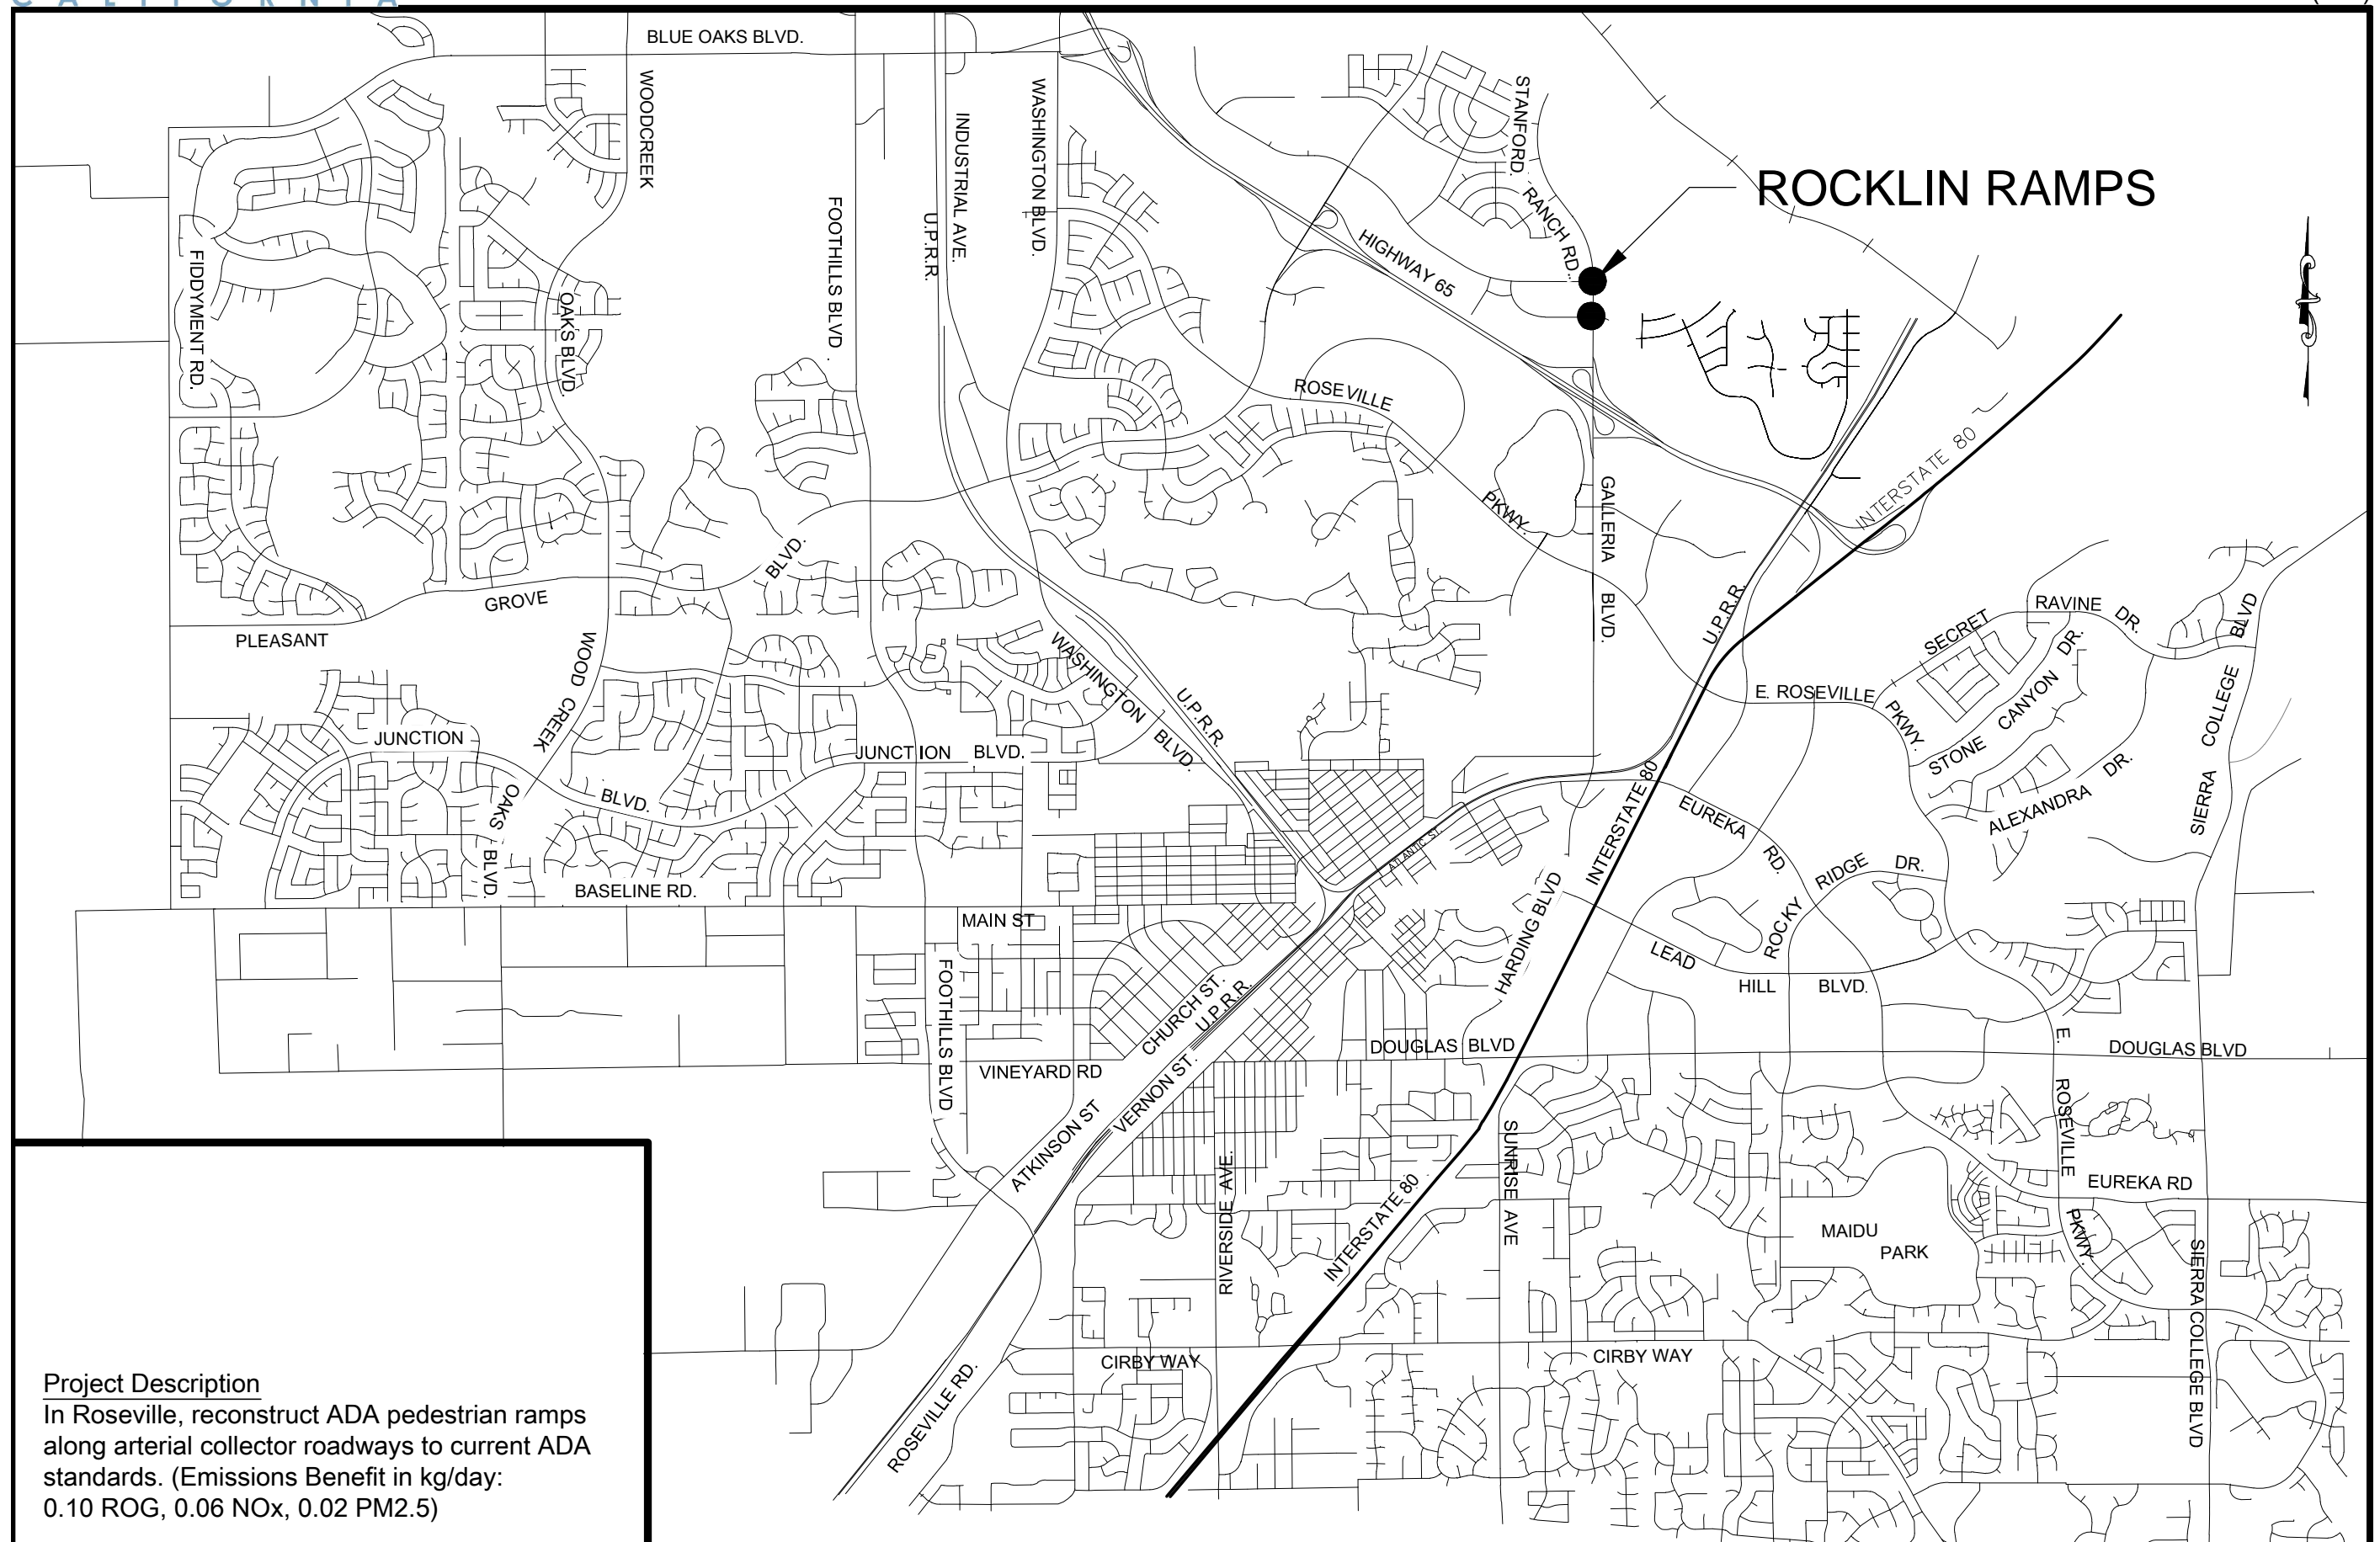 CALIFORNIA
BLUE OAKS BLVD.
WOODCREEK
OAKS BLVD.
FOOTHILLS BLVD.
U.P.R.R.
INDUSTRIAL AVE.
WASHINGTON BLVD.
STANFORD RANCH RD.
ROCKLIN RAMPS
HIGHWAY 65
FIDDYMENT RD.
ROSEVILLE
PKWY.
GALLERIA BLVD.
INTERSTATE 80
U.P.R.R.
PLEASANT
GROVE
BLVD.
SECRET
RAVINE
DR.
BLVD
COLLEGE
SIERRA
STONE
CANYON
DR.
ALEXANDRA
DR.
E. ROSEVILLE
PKWY.
WOOD
CREEK
OAKS
BLVD.
JUNCTION
BLVD.
JUNCTION BLVD.
WASHINGTON
BLVD.
U.P.R.R.
ATLANTIC ST.
INTERSTATE 80
EUREKA
RD.
ROCKY
RIDGE
DR.
HARDING BLVD
LEAD
HILL BLVD.
BASELINE RD.
MAIN ST
FOOTHILLS BLVD
CHURCH ST.
U.P.R.R.
VERNON ST.
ATKINSON ST
VINEYARD RD
DOUGLAS BLVD
DOUGLAS BLVD
E.
ROSEVILLE
PKWY.
EUREKA RD
MAIDU
PARK
SUNRISE AVE
RIVERSIDE AVE.
INTERSTATE 80
SIERRA COLLEGE BLVD
CIRBY WAY
CIRBY WAY
ROSEVILLE RD.
Project Description
In Roseville, reconstruct ADA pedestrian ramps
along arterial collector roadways to current ADA
standards. (Emissions Benefit in kg/day:
0.10 ROG, 0.06 NOx, 0.02 PM2.5)